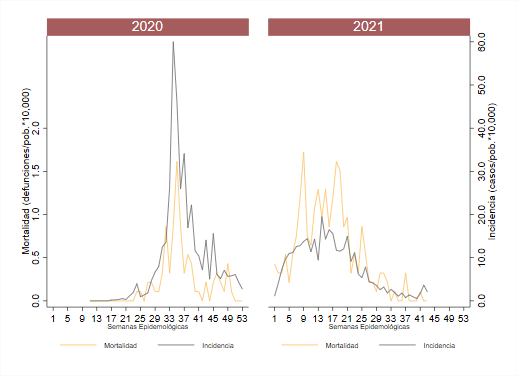 2020 2021
Mortalidad (defunciones/pob.*10,000)
0.0 0.5 1.0 1.5 2.0
Incidencia (casos/pob.*10,000)
0.0 10.0 20.0 30.0 40.0 50.0 60.0
1 5 9 13 17 21 25 29 33 37 41 45 49 53
1 5 9 13 17 21 25 29 33 37 41 45 49 53
Semanas Epidemológicas Semanas Epidemológicas
Mortalidad Incidencia Mortalidad Incidencia